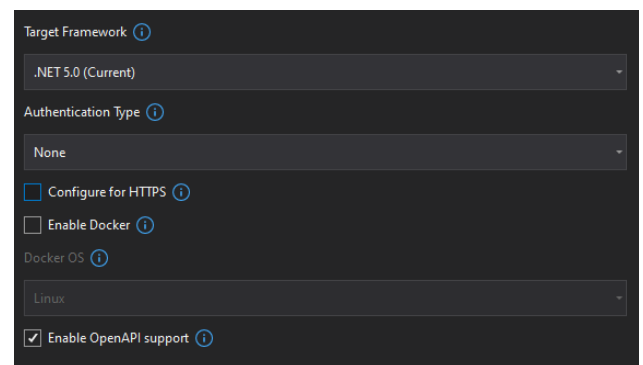 Target Framework
.NET 5.0 (Current)
Authentication Type
None
Configure for HTTPS
Enable Docker
Docker OS
Linux
Enable OpenAPI support